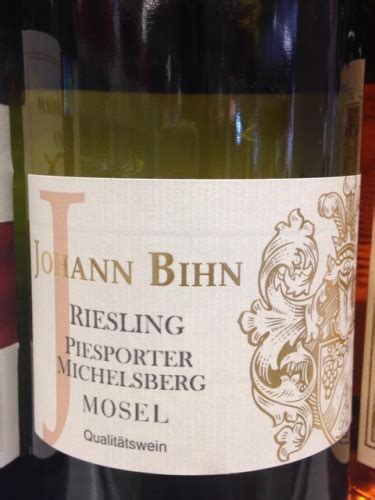 JOHANN BIHN
RIESLING
PIESPORTER
MICHELSBERG
MOSEL
Qualitätswein
J